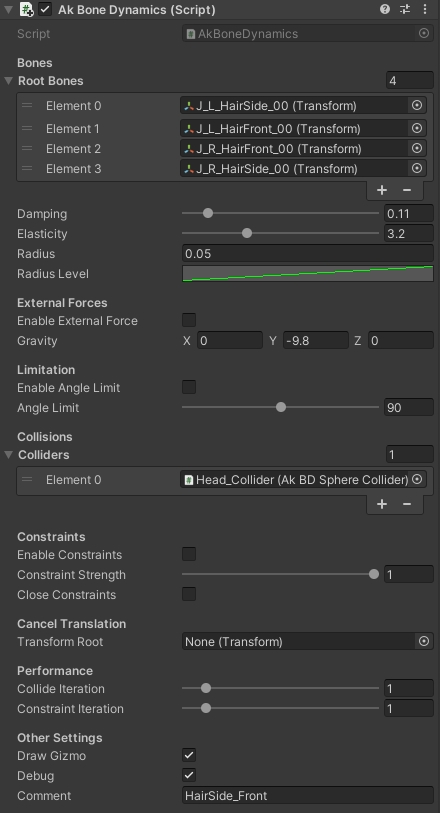 Ak Bone Dynamics (Script)
Script AkBoneDynamics
Bones
Root Bones 4
Element 0 J_L_HairSide_00 (Transform)
Element 1 J_L_HairFront_00 (Transform)
Element 2 J_R_HairFront_00 (Transform)
Element 3 J_R_HairSide_00 (Transform)
+ −
Damping 0.11
Elasticity 3.2
Radius 0.05
Radius Level
External Forces
Enable External Force
Gravity X 0 Y -9.8 Z 0
Limitation
Enable Angle Limit
Angle Limit 90
Collisions
Colliders 1
Element 0 Head_Collider (Ak BD Sphere Collider)
+ −
Constraints
Enable Constraints
Constraint Strength 1
Close Constraints
Cancel Translation
Transform Root None (Transform)
Performance
Collide Iteration 1
Constraint Iteration 1
Other Settings
Draw Gizmo
Debug
Comment HairSide_Front